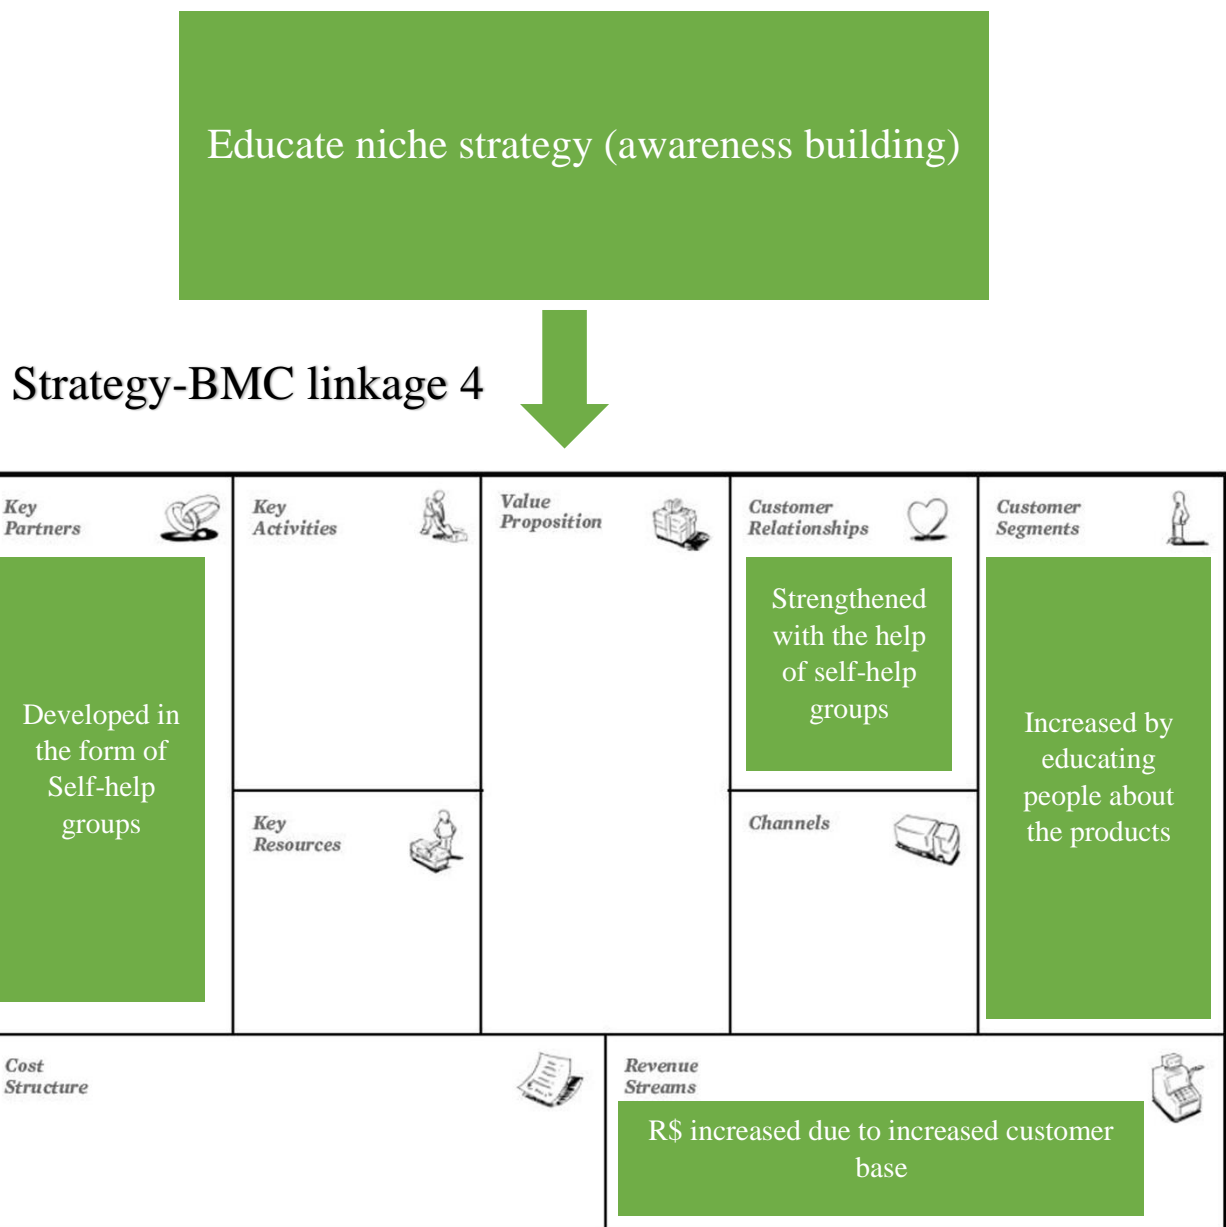 Educate niche strategy (awareness building)
Strategy-BMC linkage 4
Key
Partners
Developed in
the form of
Self-help
groups
Key
Activities
Key
Resources
Value
Proposition
Customer
Relationships
Strengthened
with the help
of self-help
groups
Channels
Customer
Segments
Increased by
educating
people about
the products
Cost
Structure
Revenue
Streams
R$ increased due to increased customer
base